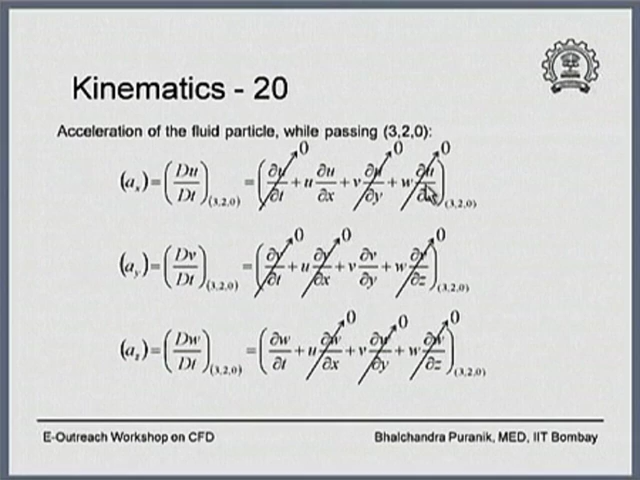 Kinematics - 20
Acceleration of the fluid particle, while passing (3,2,0):
(aₓ) = (Du/Dt)₍₃,₂,₀₎ = (∂u/∂t + u ∂u/∂x + v ∂u/∂y + w ∂u/∂z)₍₃,₂,₀₎ 0 0 0
(a_y) = (Dv/Dt)₍₃,₂,₀₎ = (∂v/∂t + u ∂v/∂x + v ∂v/∂y + w ∂v/∂z)₍₃,₂,₀₎ 0 0 0
(a_z) = (Dw/Dt)₍₃,₂,₀₎ = (∂w/∂t + u ∂w/∂x + v ∂w/∂y + w ∂w/∂z)₍₃,₂,₀₎ 0 0 0
E-Outreach Workshop on CFD
Bhalchandra Puranik, MED, IIT Bombay